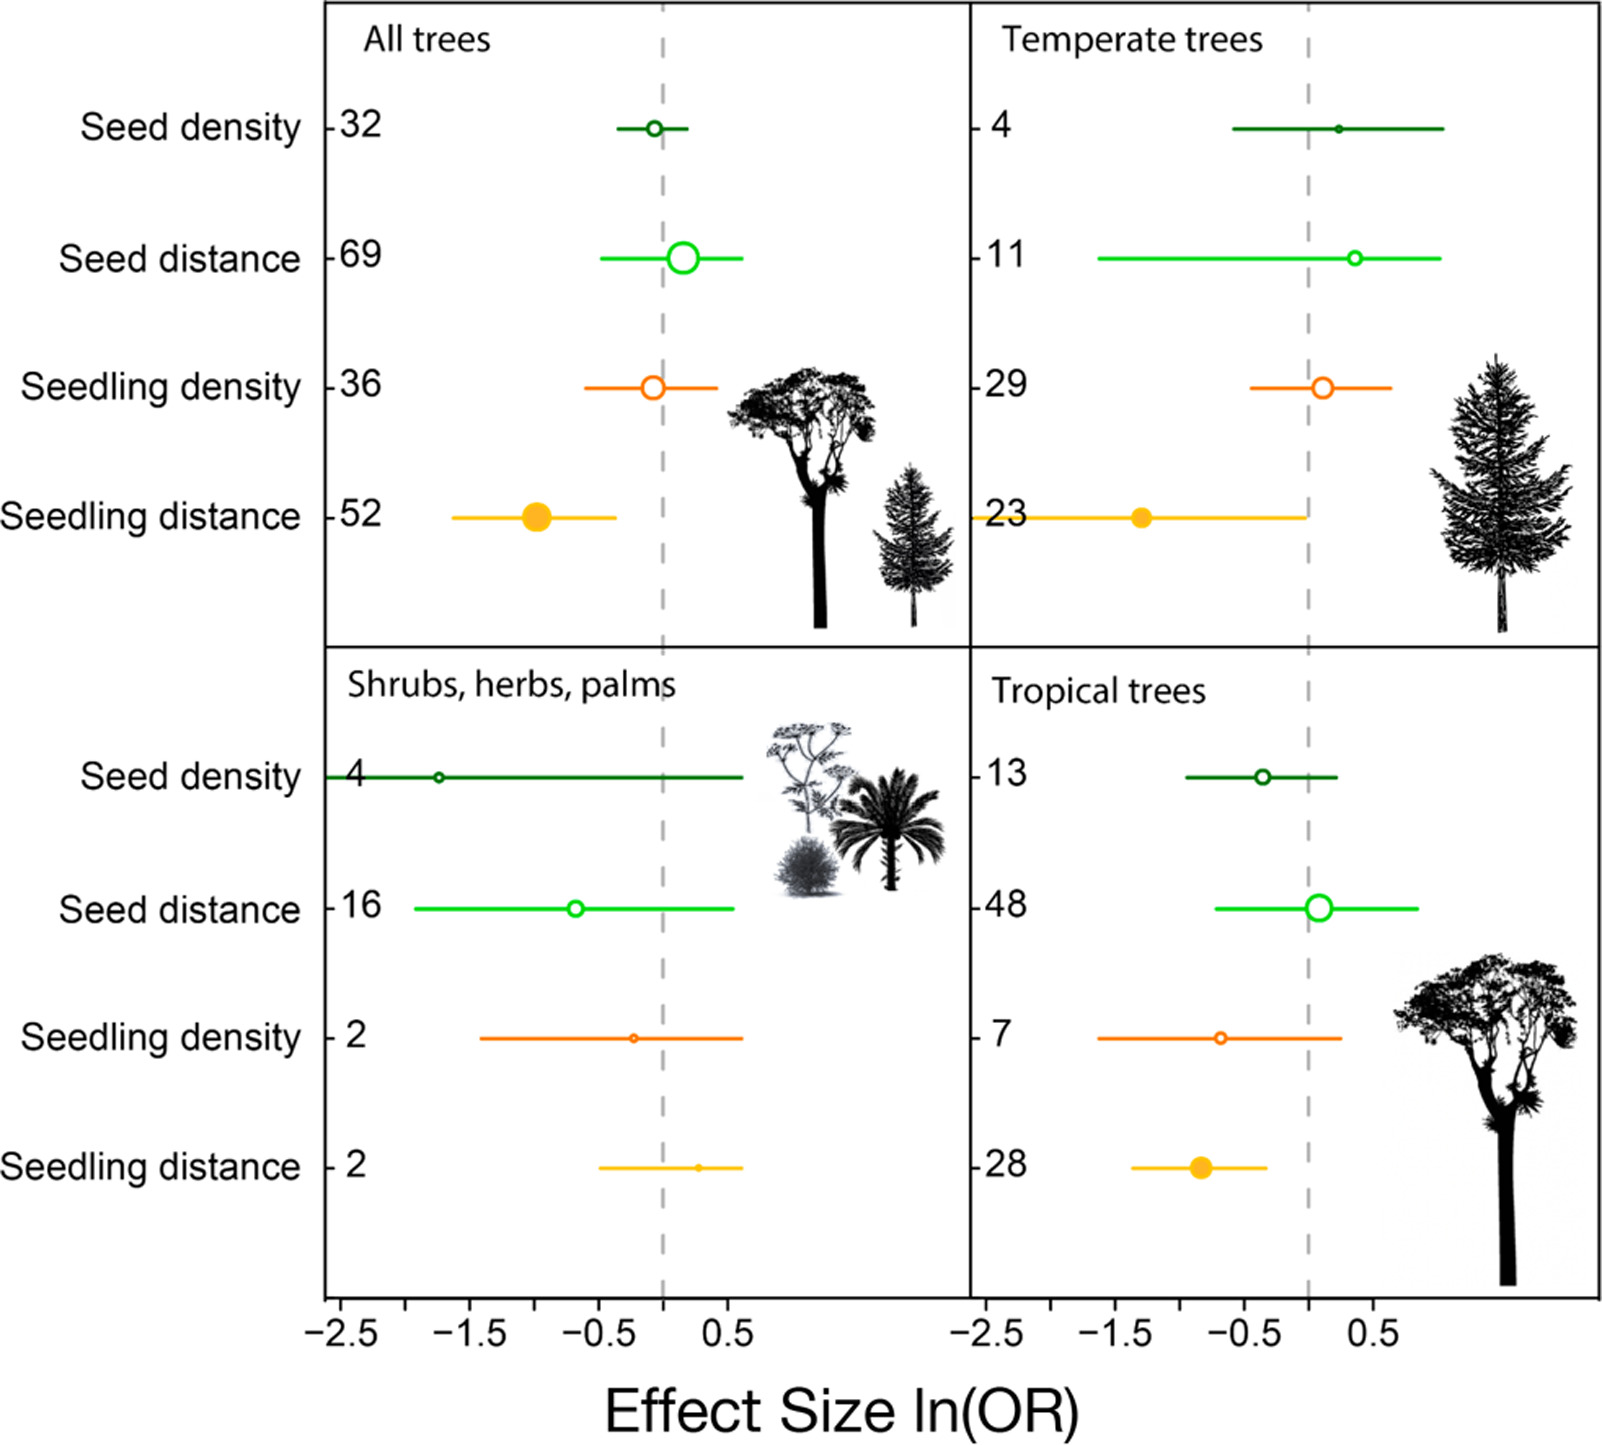 All trees
Temperate trees
Seed density 32 4
Seed distance 69 11
Seedling density 36 29
Seedling distance 52 23
Shrubs, herbs, palms
Tropical trees
Seed density 4 13
Seed distance 16 48
Seedling density 2 7
Seedling distance 2 28
−2.5 −1.5 −0.5 0.5 −2.5 −1.5 −0.5 0.5
Effect Size ln(OR)